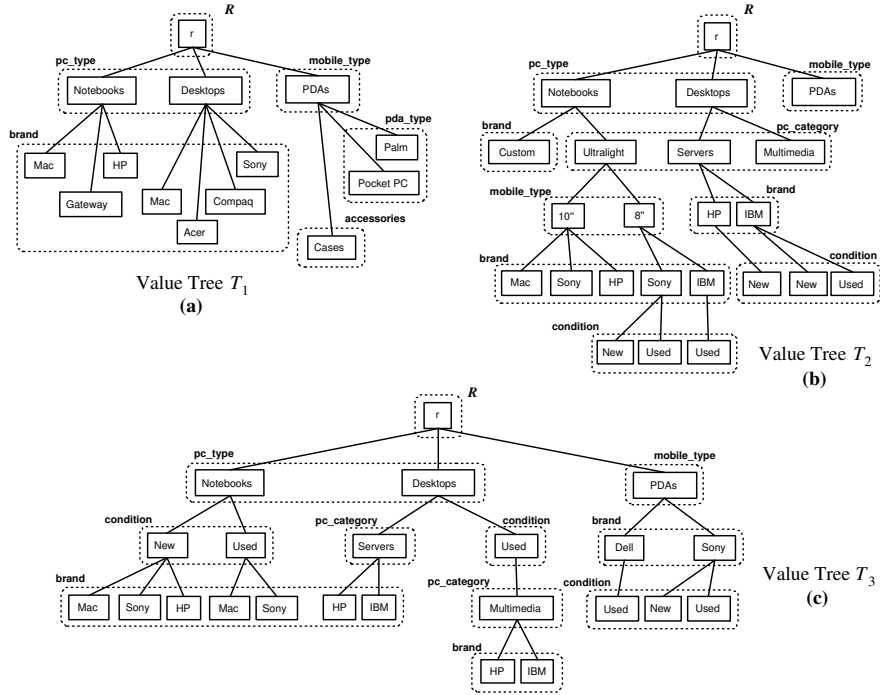 R
r
pc_type
mobile_type
Notebooks
Desktops
PDAs
brand
pda_type
Mac
HP
Sony
Palm
Gateway
Mac
Compaq
Pocket PC
Acer
accessories
Cases
Value Tree T1
(a)
R
r
pc_type
mobile_type
Notebooks
Desktops
PDAs
brand
pc_category
Custom
Ultralight
Servers
Multimedia
mobile_type
brand
10"
8"
HP
IBM
brand
condition
Mac
Sony
HP
Sony
IBM
New
New
Used
condition
New
Used
Used
Value Tree T2
(b)
R
r
pc_type
mobile_type
Notebooks
Desktops
PDAs
condition
pc_category
condition
brand
New
Used
Servers
Used
Dell
Sony
brand
pc_category
condition
Mac
Sony
HP
Mac
Sony
HP
IBM
Multimedia
Used
New
Used
brand
HP
IBM
Value Tree T3
(c)